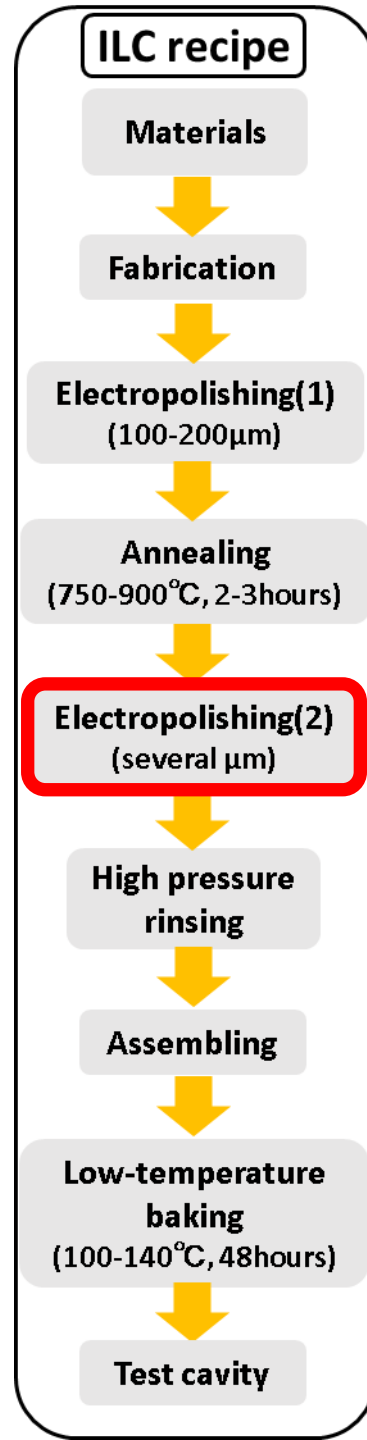 ILC recipe
Materials
Fabrication
Electropolishing(1)
(100-200μm)
Annealing
(750-900℃, 2-3hours)
Electropolishing(2)
(several μm)
High pressure
rinsing
Assembling
Low-temperature
baking
(100-140℃, 48hours)
Test cavity